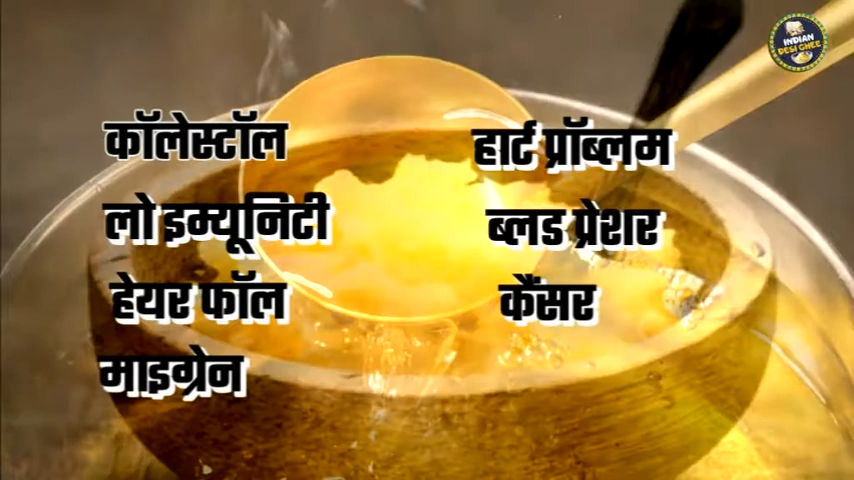 कॉलेस्टॉल
लो इम्यूनिटी
हेयर फॉल
माइग्रेन
हार्ट प्रॉब्लम
ब्लड प्रेशर
कैंसर
INDIAN
DESI GHEE